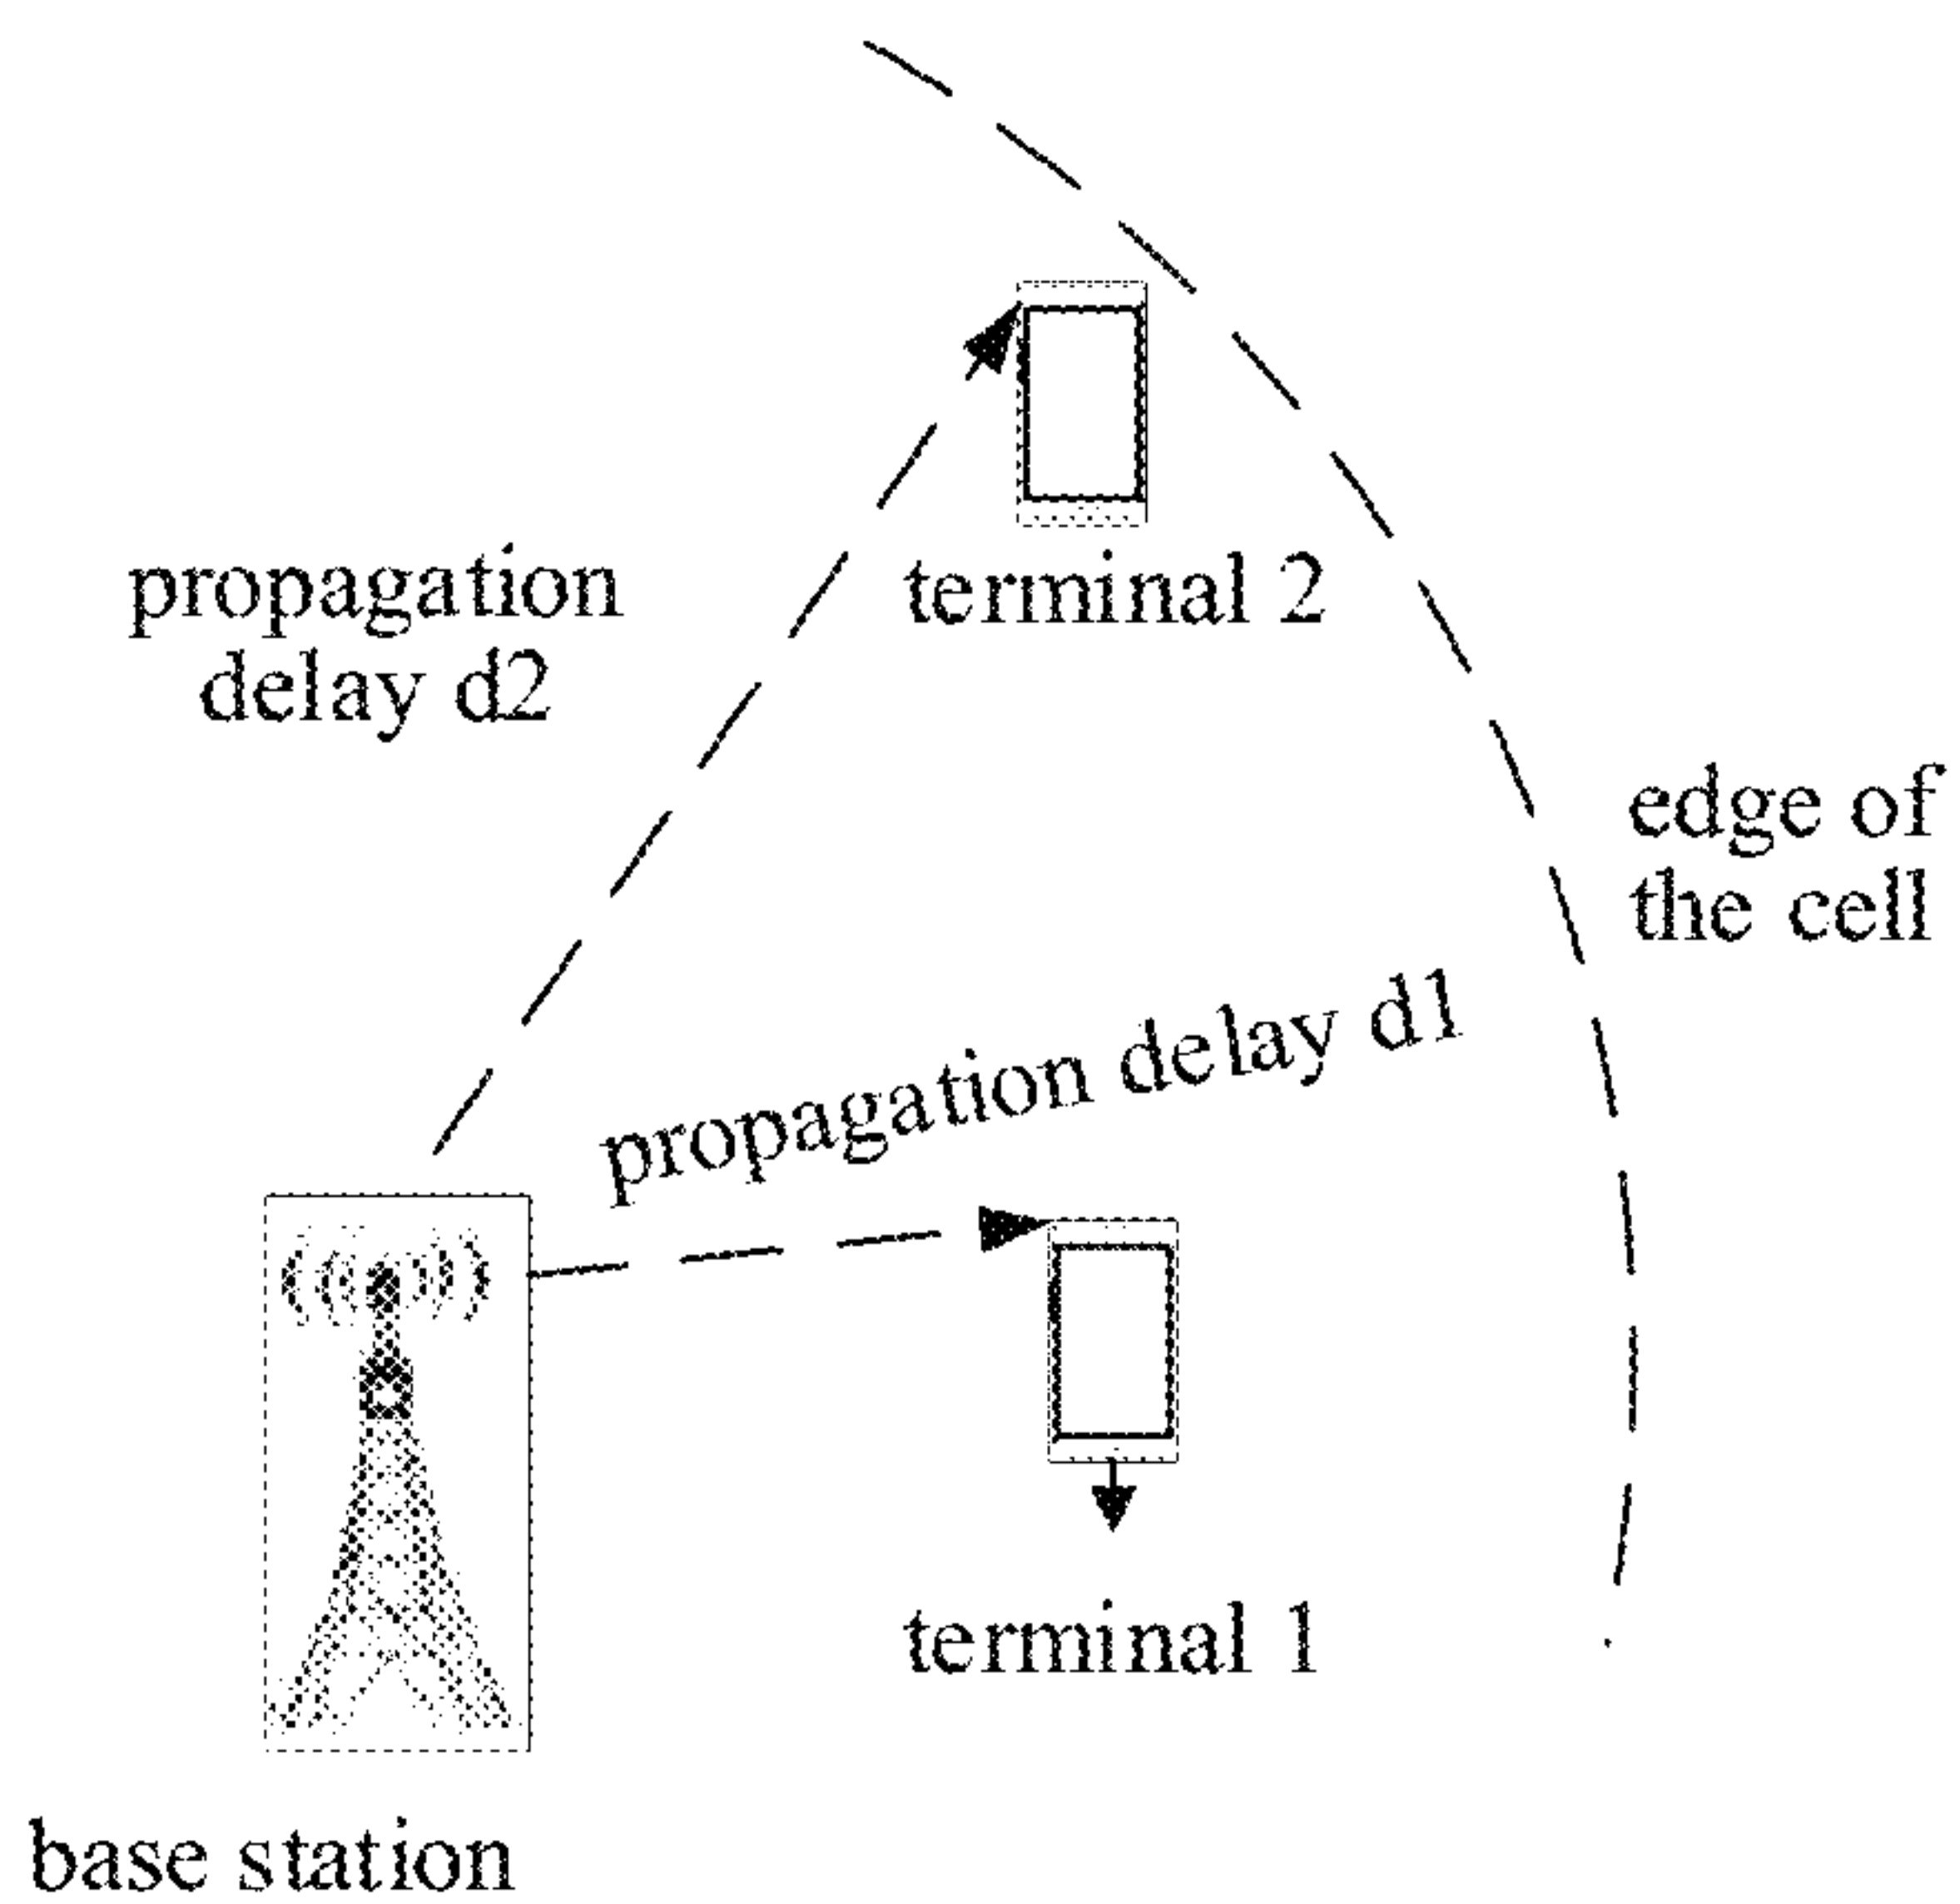 propagation
delay d2
terminal 2
edge of
the cell
propagation delay d1
terminal 1
base station